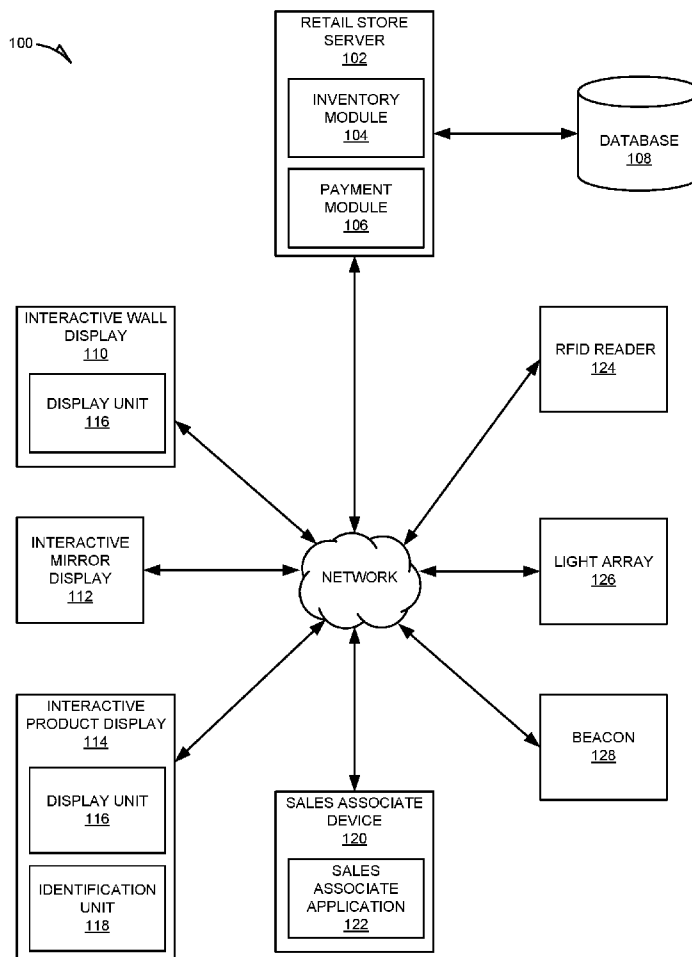 100
RETAIL STORE
SERVER
102
INVENTORY
MODULE
104
PAYMENT
MODULE
106
DATABASE
108
INTERACTIVE WALL
DISPLAY
110
DISPLAY UNIT
116
RFID READER
124
INTERACTIVE
MIRROR
DISPLAY
112
NETWORK
LIGHT ARRAY
126
INTERACTIVE
PRODUCT DISPLAY
114
DISPLAY UNIT
116
IDENTIFICATION
UNIT
118
SALES ASSOCIATE
DEVICE
120
SALES
ASSOCIATE
APPLICATION
122
BEACON
128